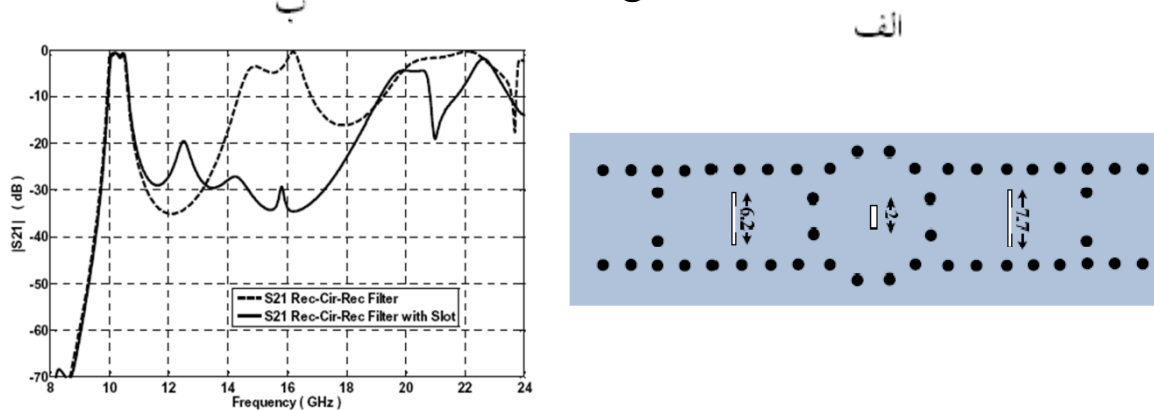 ب
الف
0
-10
-20
-30
-40
-50
-60
-70
|S21| ( dB )
S21 Rec-Cir-Rec Filter
S21 Rec-Cir-Rec Filter with Slot
8 10 12 14 16 18 20 22 24
Frequency ( GHz )
6.2
2
7.7